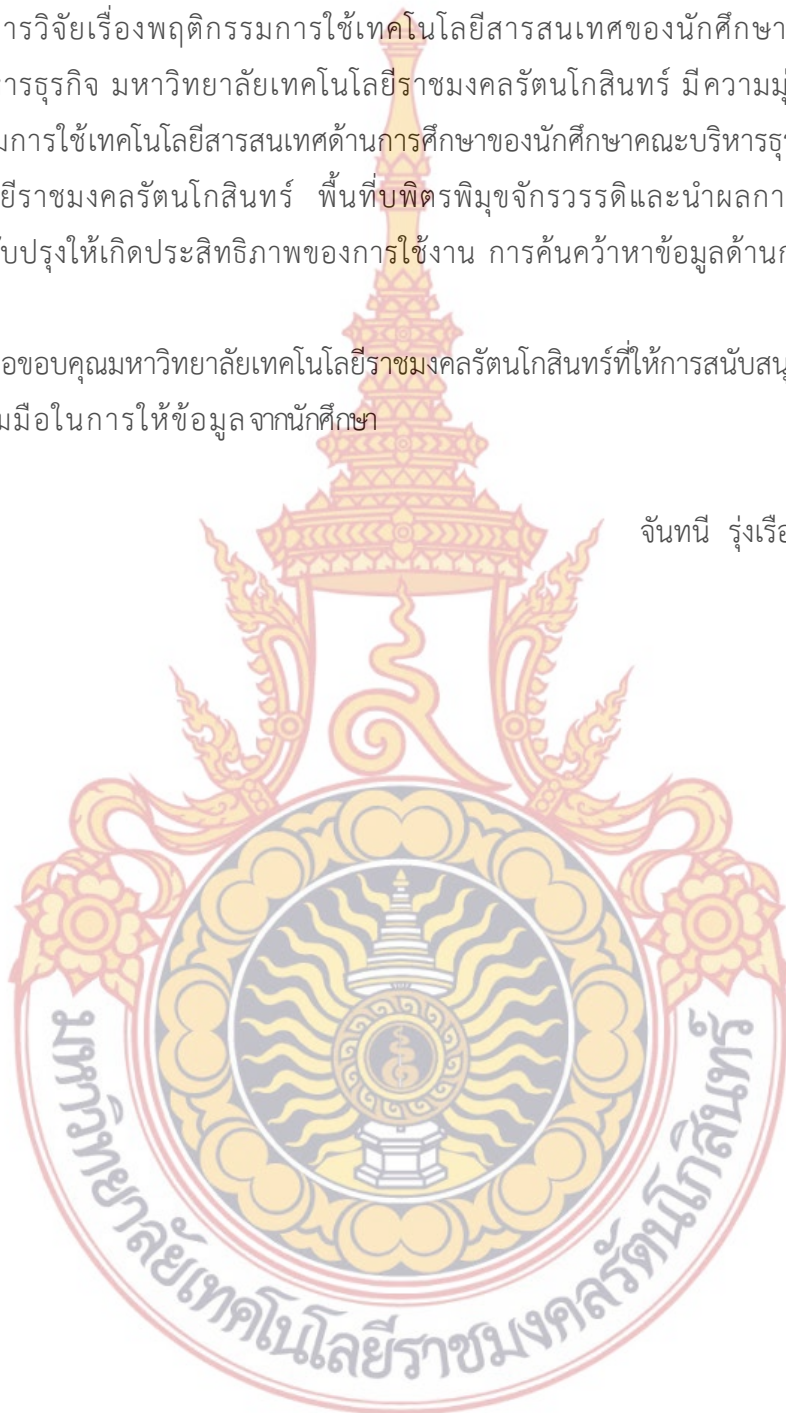 ารวิจัยเรื่องพฤติกรรมการใช้เทคโนโลยีสารสนเทศของนักศึกษา
หารธุรกิจ มหาวิทยาลัยเทคโนโลยีราชมงคลรัตนโกสินทร์ มีความมุ่
มการใช้เทคโนโลยีสารสนเทศด้านการศึกษาของนักศึกษาคณะบริหารธุร
ยีราชมงคลรัตนโกสินทร์ พื้นที่บพิตรพิมุขจักรวรรดิและนำผลกา
ับปรุงให้เกิดประสิทธิภาพของการใช้งาน การค้นคว้าหาข้อมูลด้านก
อขอบคุณมหาวิทยาลัยเทคโนโลยีราชมงคลรัตนโกสินทร์ที่ให้การสนับสนุ
มมือในการให้ข้อมูลจากนักศึกษา
จันทนี รุ่งเรือ
มหาวิทยาลัยเทคโนโลยีราชมงคลรัตนโกสินทร์